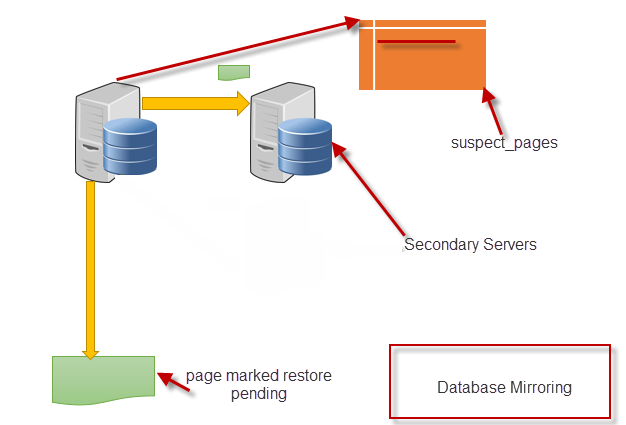 suspect_pages
Secondary Servers
page marked restore
pending
Database Mirroring